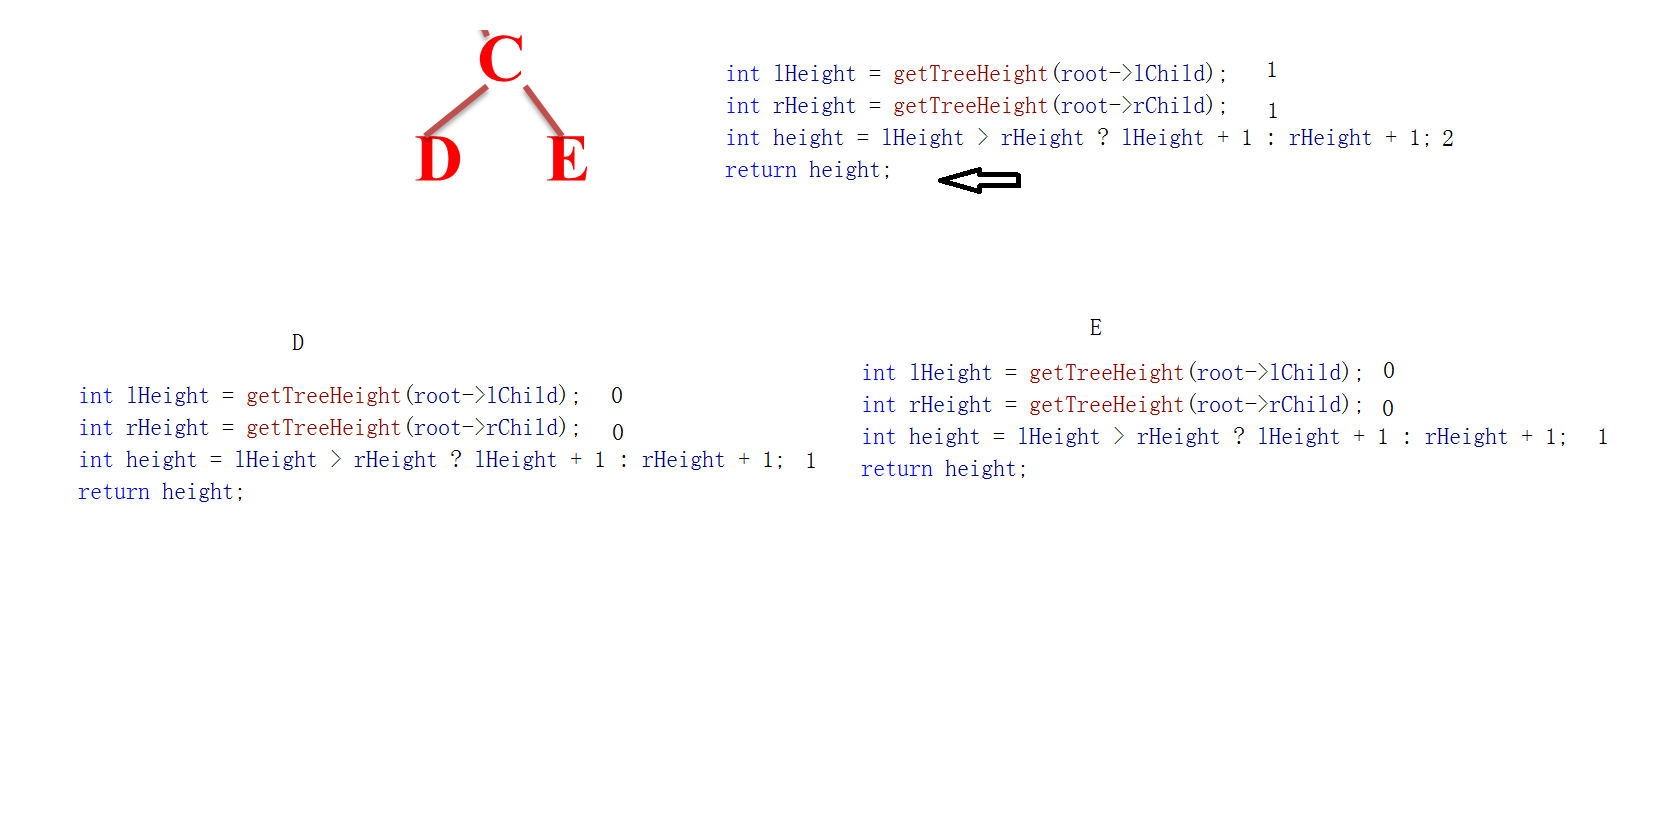 C
D E
int lHeight = getTreeHeight(root->lChild); 1
int rHeight = getTreeHeight(root->rChild); 1
int height = lHeight > rHeight ? lHeight + 1 : rHeight + 1; 2
return height;
D
int lHeight = getTreeHeight(root->lChild); 0
int rHeight = getTreeHeight(root->rChild); 0
int height = lHeight > rHeight ? lHeight + 1 : rHeight + 1; 1
return height;
E
int lHeight = getTreeHeight(root->lChild); 0
int rHeight = getTreeHeight(root->rChild); 0
int height = lHeight > rHeight ? lHeight + 1 : rHeight + 1; 1
return height;